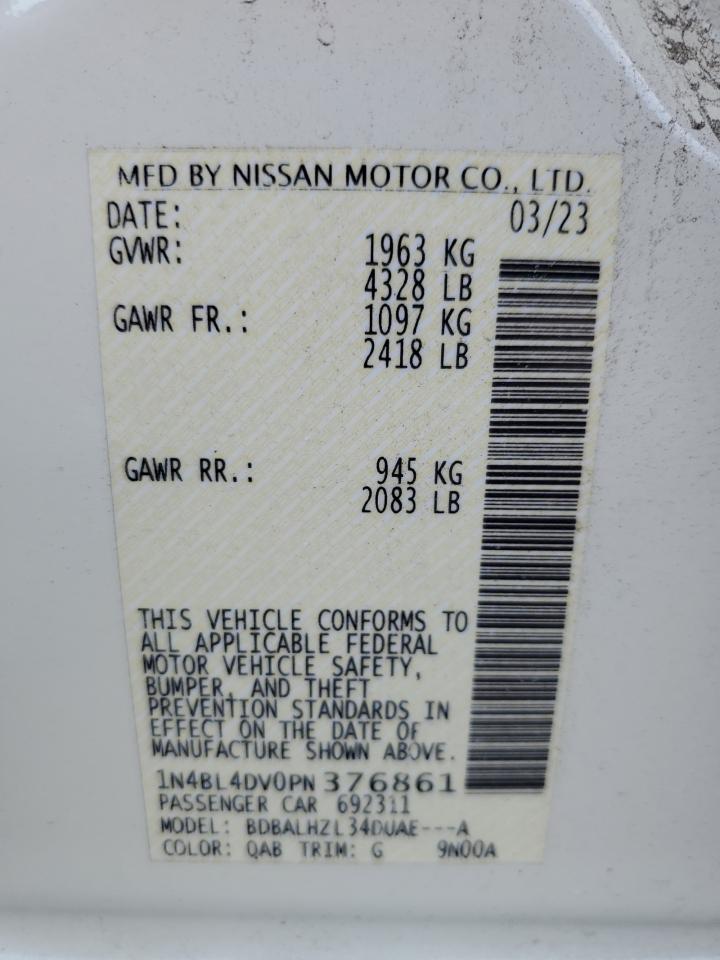 MFD BY NISSAN MOTOR CO., LTD.
DATE: 03/23
GVWR: 1963 KG
4328 LB
GAWR FR.: 1097 KG
2418 LB
GAWR RR.: 945 KG
2083 LB
THIS VEHICLE CONFORMS TO
ALL APPLICABLE FEDERAL
MOTOR VEHICLE SAFETY,
BUMPER, AND THEFT
PREVENTION STANDARDS IN
EFFECT ON THE DATE OF
MANUFACTURE SHOWN ABOVE.
1N4BL4DV0PN376861
PASSENGER CAR 692311
MODEL: BDBALHZL34DUAE---A
COLOR: QAB TRIM: G 9N00A